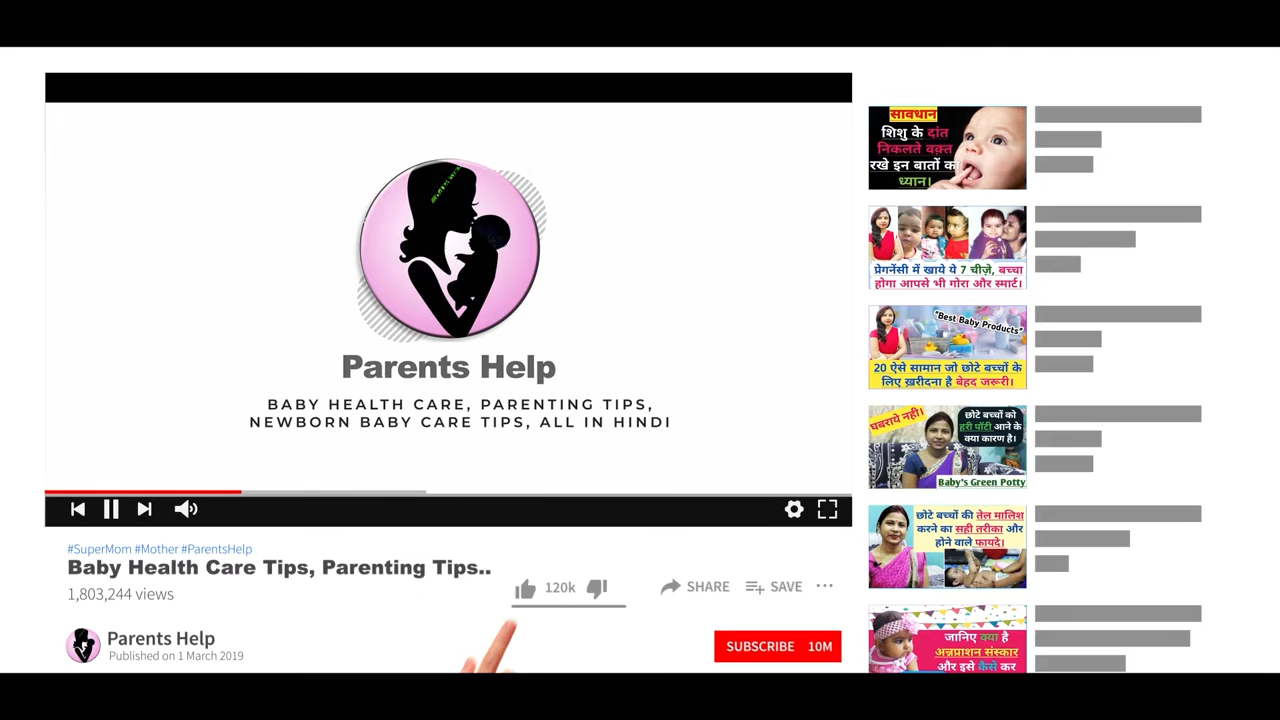 Parents Help
BABY HEALTH CARE, PARENTING TIPS,
NEWBORN BABY CARE TIPS, ALL IN HINDI
#SuperMom #Mother #ParentsHelp
Baby Health Care Tips, Parenting Tips..
1,803,244 views
120k
SHARE
SAVE
Parents Help
Published on 1 March 2019
SUBSCRIBE 10M
सावधान
शिशु के दांत
निकलते वक़्त
रखे इन बातों का
ध्यान।
प्रेगनेंसी में खाये ये 7 चीज़े, बच्चा
होगा आपसे भी गोरा और स्मार्ट।
"Best Baby Products"
20 ऐसे सामान जो छोटे बच्चों के
लिए ख़रीदना है बेहद जरूरी।
घबराये नही।
छोटे बच्चों को
हरी पॉटी आने के
क्या कारण है।
Baby's Green Potty
छोटे बच्चों की तेल मालिश
करने का सही तरीका और
होने वाले फायदे।
जानिए क्या है
अन्नप्राशन संस्कार
और इसे कैसे कर